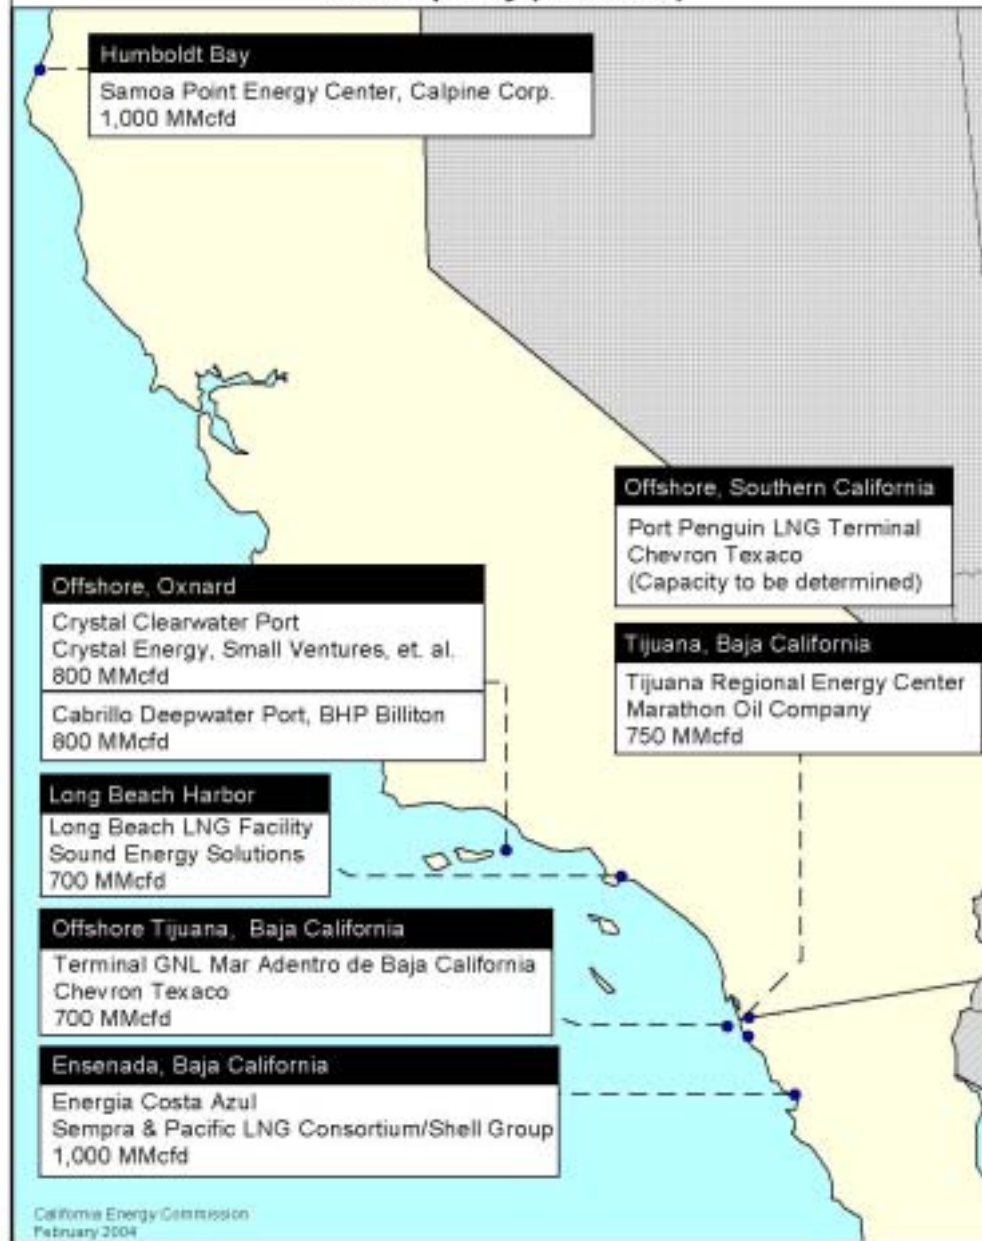 Humboldt Bay
Samoa Point Energy Center, Calpine Corp.
1,000 MMcfd
Offshore, Southern California
Port Penguin LNG Terminal
Chevron Texaco
(Capacity to be determined)
Offshore, Oxnard
Crystal Clearwater Port
Crystal Energy, Small Ventures, et. al.
800 MMcfd
Cabrillo Deepwater Port, BHP Billiton
800 MMcfd
Tijuana, Baja California
Tijuana Regional Energy Center
Marathon Oil Company
750 MMcfd
Long Beach Harbor
Long Beach LNG Facility
Sound Energy Solutions
700 MMcfd
Offshore Tijuana, Baja California
Terminal GNL Mar Adentro de Baja California
Chevron Texaco
700 MMcfd
Ensenada, Baja California
Energia Costa Azul
Sempra & Pacific LNG Consortium/Shell Group
1,000 MMcfd
California Energy Commission
February 2004